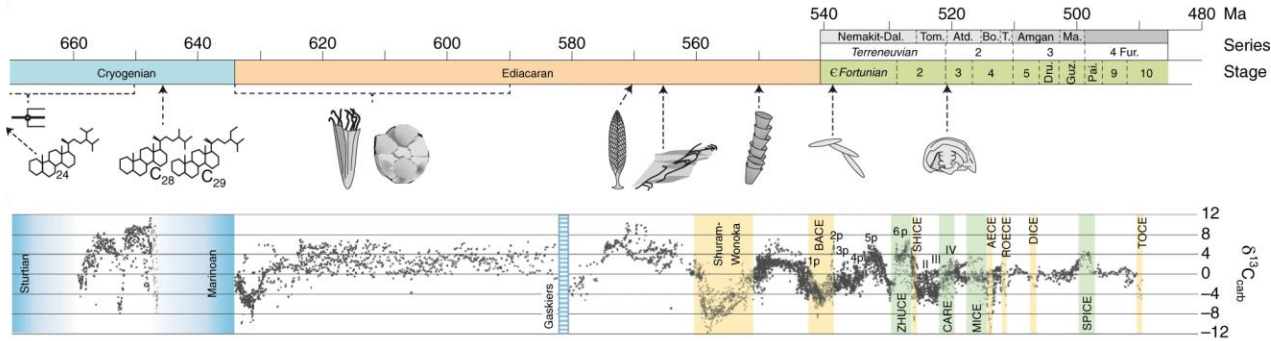 540 520 500 480 Ma
660 640 620 600 580 560
Nemakit-Dal. Tom. Atd. Bo. T. Amgan Ma.
Terreneuvian 2 3 4 Fur. Series
Cryogenian Ediacaran Є Fortunian 2 3 4 5 Dru. Guz. Pai. 9 10 Stage
24
C28 C29
12
8
4
0
−4
−8
−12
δ13Ccarb
Sturtian
Marinoan
Gaskiers
Shuram-
Wonoka
BACE
1p
2p
3p
4p
5p
6p
ZHUCE
SHICE
II
III
IV
CARE
MICE
AECE
ROECE
DICE
SPICE
TOCE